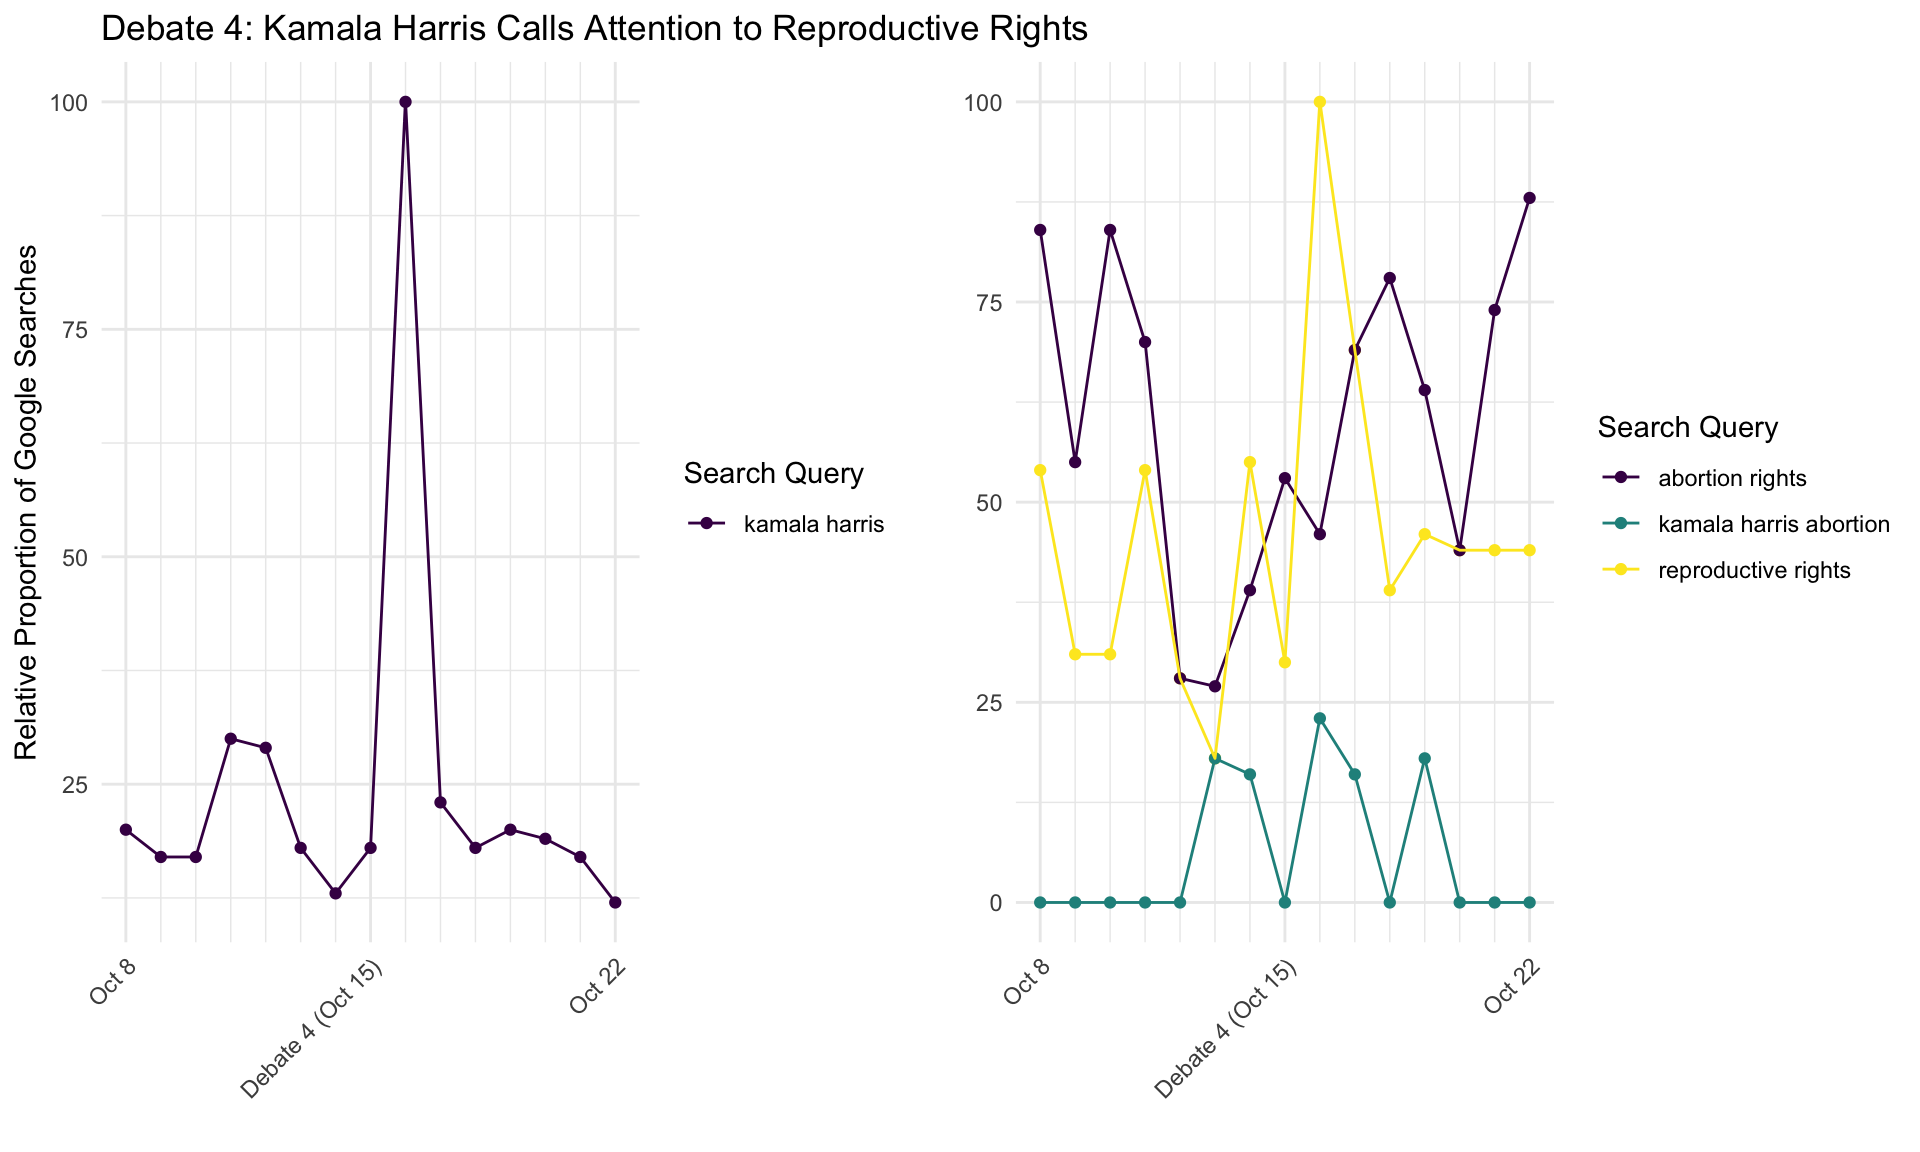 Debate 4: Kamala Harris Calls Attention to Reproductive Rights
Relative Proportion of Google Searches
100
75
50
25
Oct 8
Debate 4 (Oct 15)
Oct 22
Search Query
kamala harris
100
75
50
25
0
Oct 8
Debate 4 (Oct 15)
Oct 22
Search Query
abortion rights
kamala harris abortion
reproductive rights